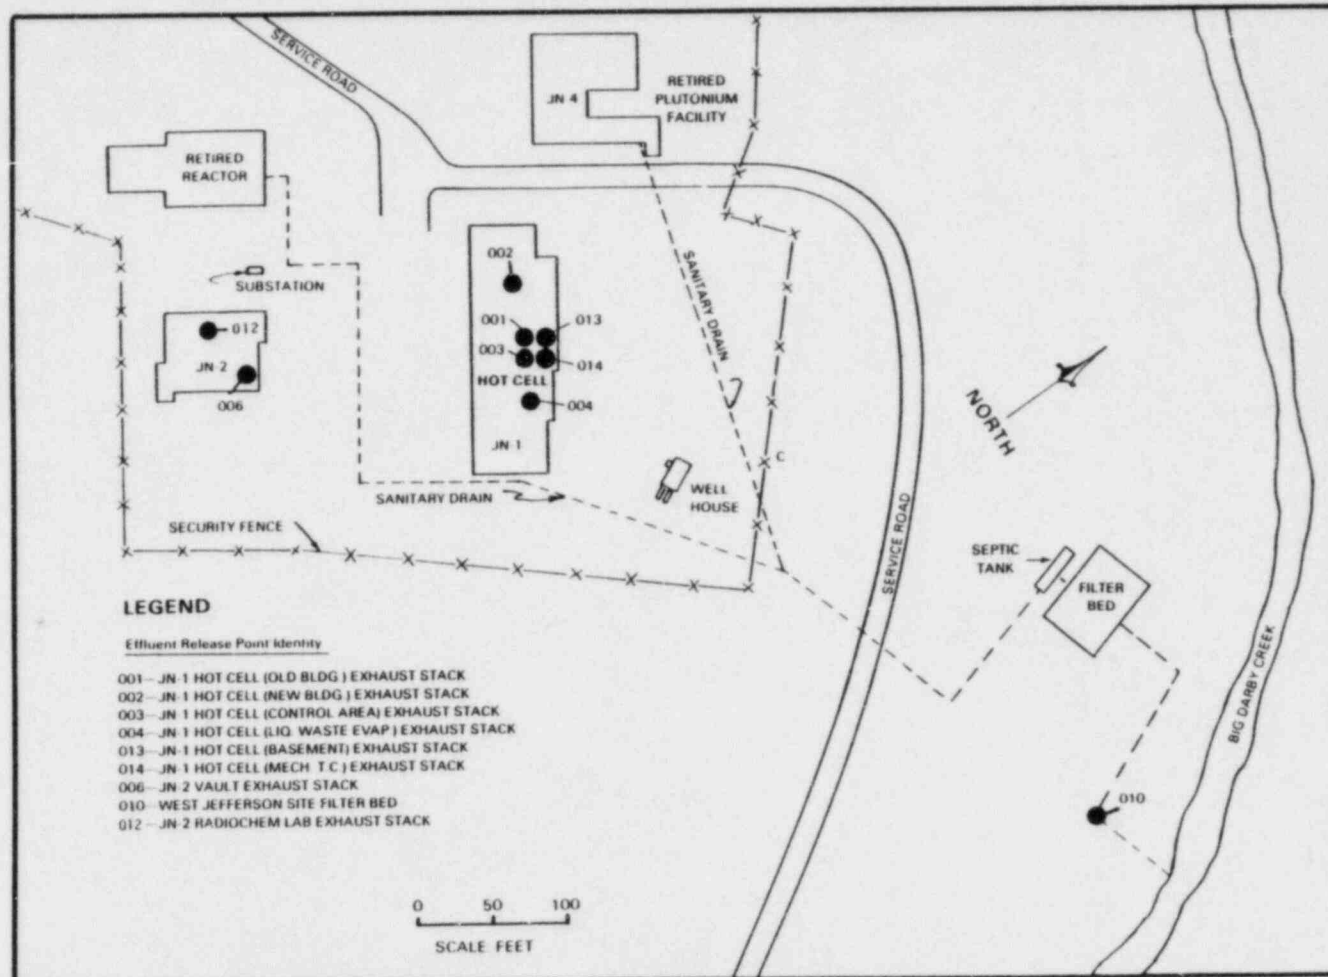 SERVICE ROAD
JN 4
RETIRED
PLUTONIUM
FACILITY
RETIRED
REACTOR
002
SUBSTATION
SANITARY DRAIN
001
013
012
003
014
JN-2
HOT CELL
006
004
NORTH
JN-1
C
SANITARY DRAIN
WELL
HOUSE
SERVICE ROAD
SECURITY FENCE
SEPTIC
TANK
FILTER
BED
BIG DARBY CREEK
010
LEGEND
Effluent Release Point Identity
001 - JN-1 HOT CELL (OLD BLDG.) EXHAUST STACK
002 - JN-1 HOT CELL (NEW BLDG.) EXHAUST STACK
003 - JN-1 HOT CELL (CONTROL AREA) EXHAUST STACK
004 - JN-1 HOT CELL (LIQ. WASTE EVAP.) EXHAUST STACK
013 - JN-1 HOT CELL (BASEMENT) EXHAUST STACK
014 - JN-1 HOT CELL (MECH T.C.) EXHAUST STACK
006 - JN-2 VAULT EXHAUST STACK
010 - WEST JEFFERSON SITE FILTER BED
012 - JN-2 RADIOCHEM LAB EXHAUST STACK
0 50 100
SCALE FEET